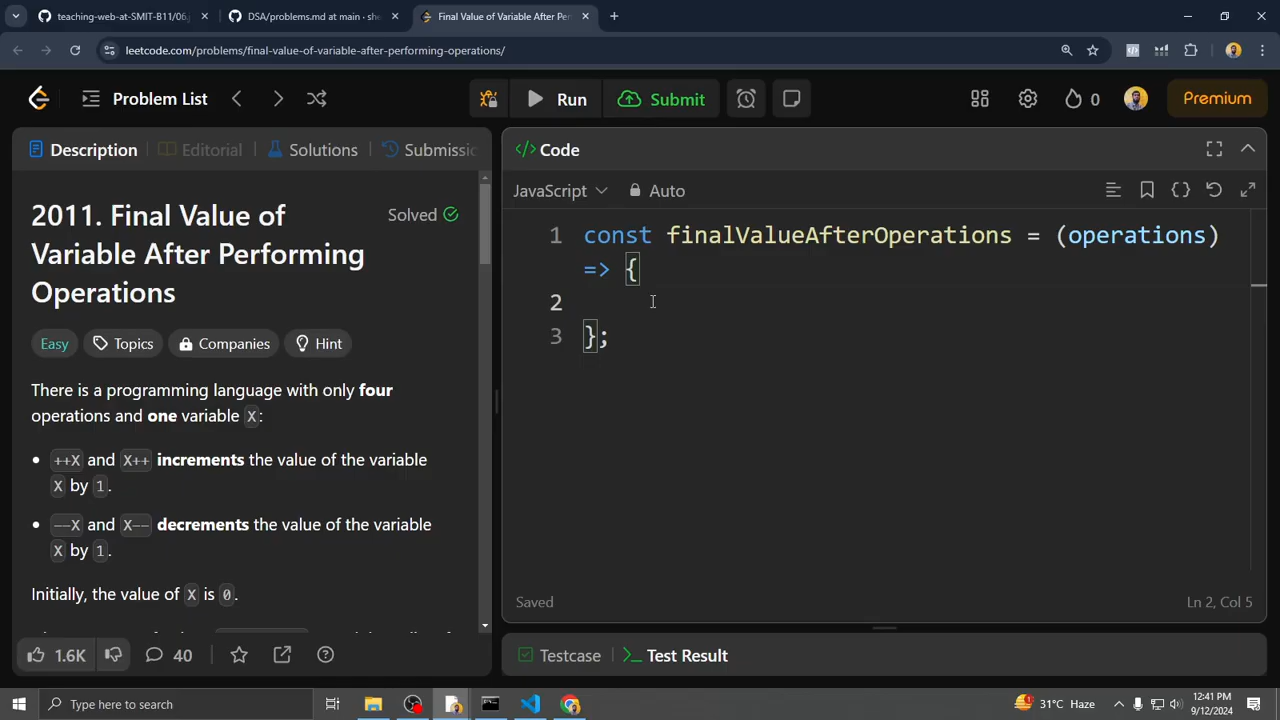 teaching-web-at-SMIT-B11/06.j
DSA/problems.md at main · she
Final Value of Variable After Per
leetcode.com/problems/final-value-of-variable-after-performing-operations/
Problem List
Run
Submit
0
Premium
Description
Editorial
Solutions
Submissic
</> Code
JavaScript
Auto
2011. Final Value of
Variable After Performing
Operations
Solved
Easy
Topics
Companies
Hint
There is a programming language with only four
operations and one variable X:
• ++X and X++ increments the value of the variable
X by 1.
• --X and X-- decrements the value of the variable
X by 1.
Initially, the value of X is 0.
1 const finalValueAfterOperations = (operations)
=> {
2
3 };
Saved
Ln 2, Col 5
1.6K
40
Testcase
Test Result
Type here to search
31°C Haze
12:41 PM
9/12/2024